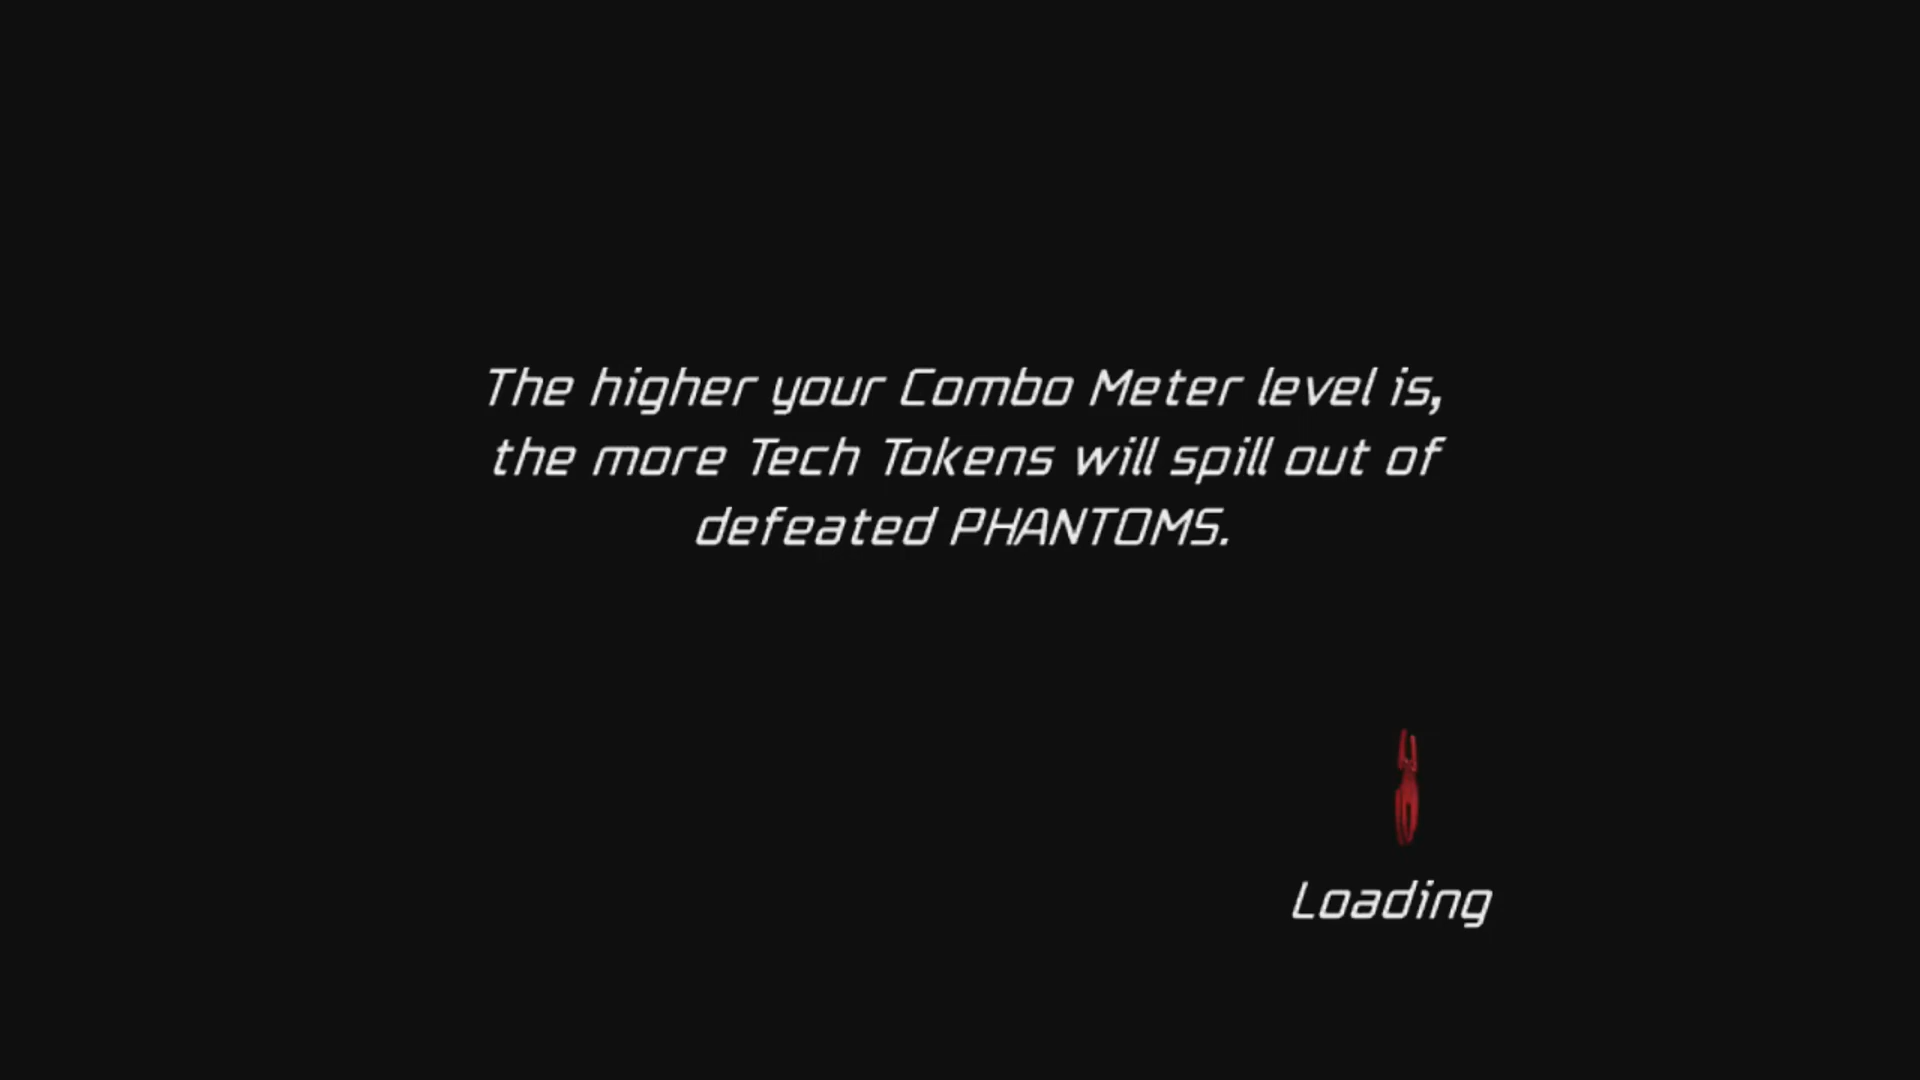 The higher your Combo Meter level is,
the more Tech Tokens will spill out of
defeated PHANTOMS.
Loading